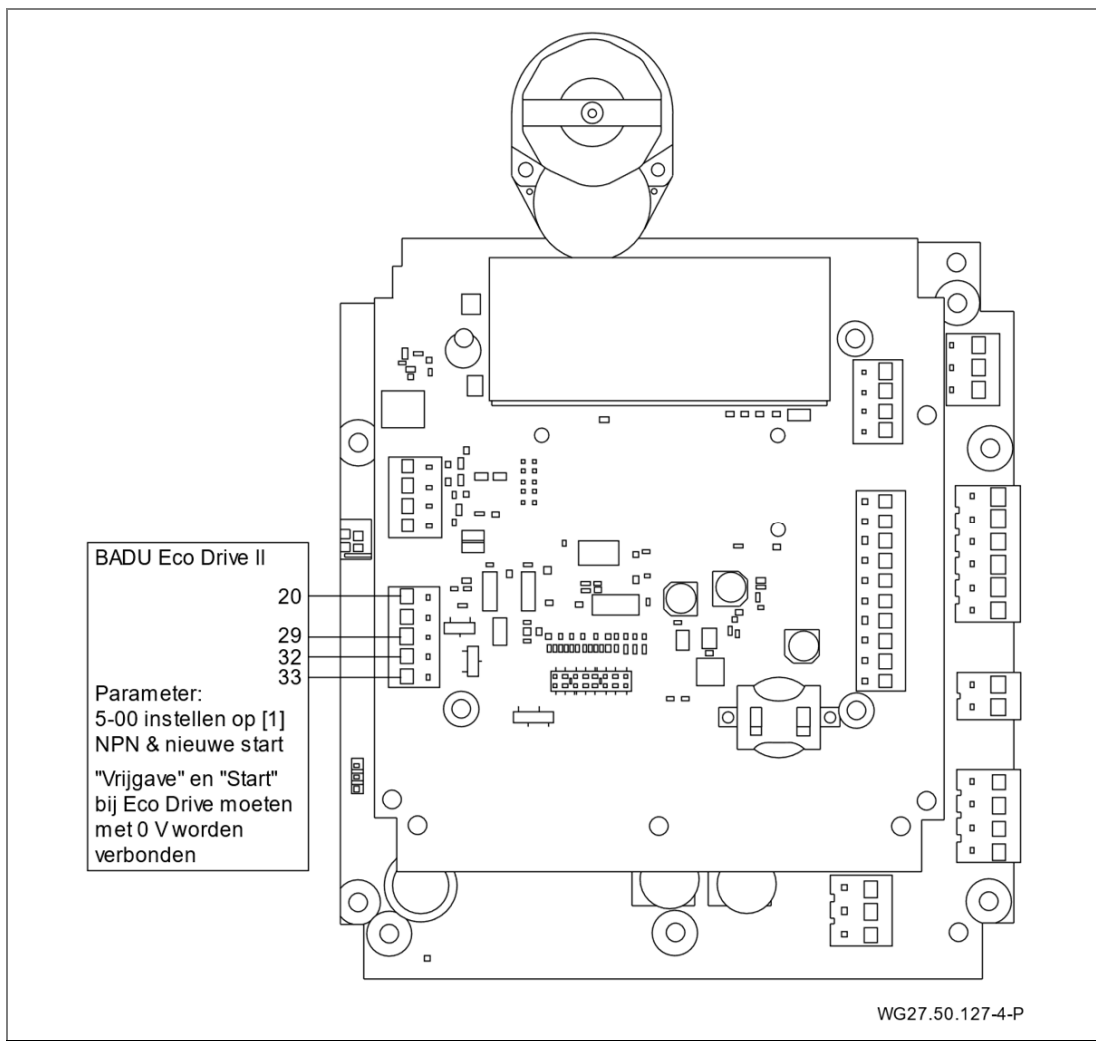 BADU Eco Drive II
20
29
32
33
Parameter:
5-00 instellen op [1]
NPN & nieuwe start
"Vrijgave" en "Start"
bij Eco Drive moeten
met 0 V worden
verbonden
WG27.50.127-4-P